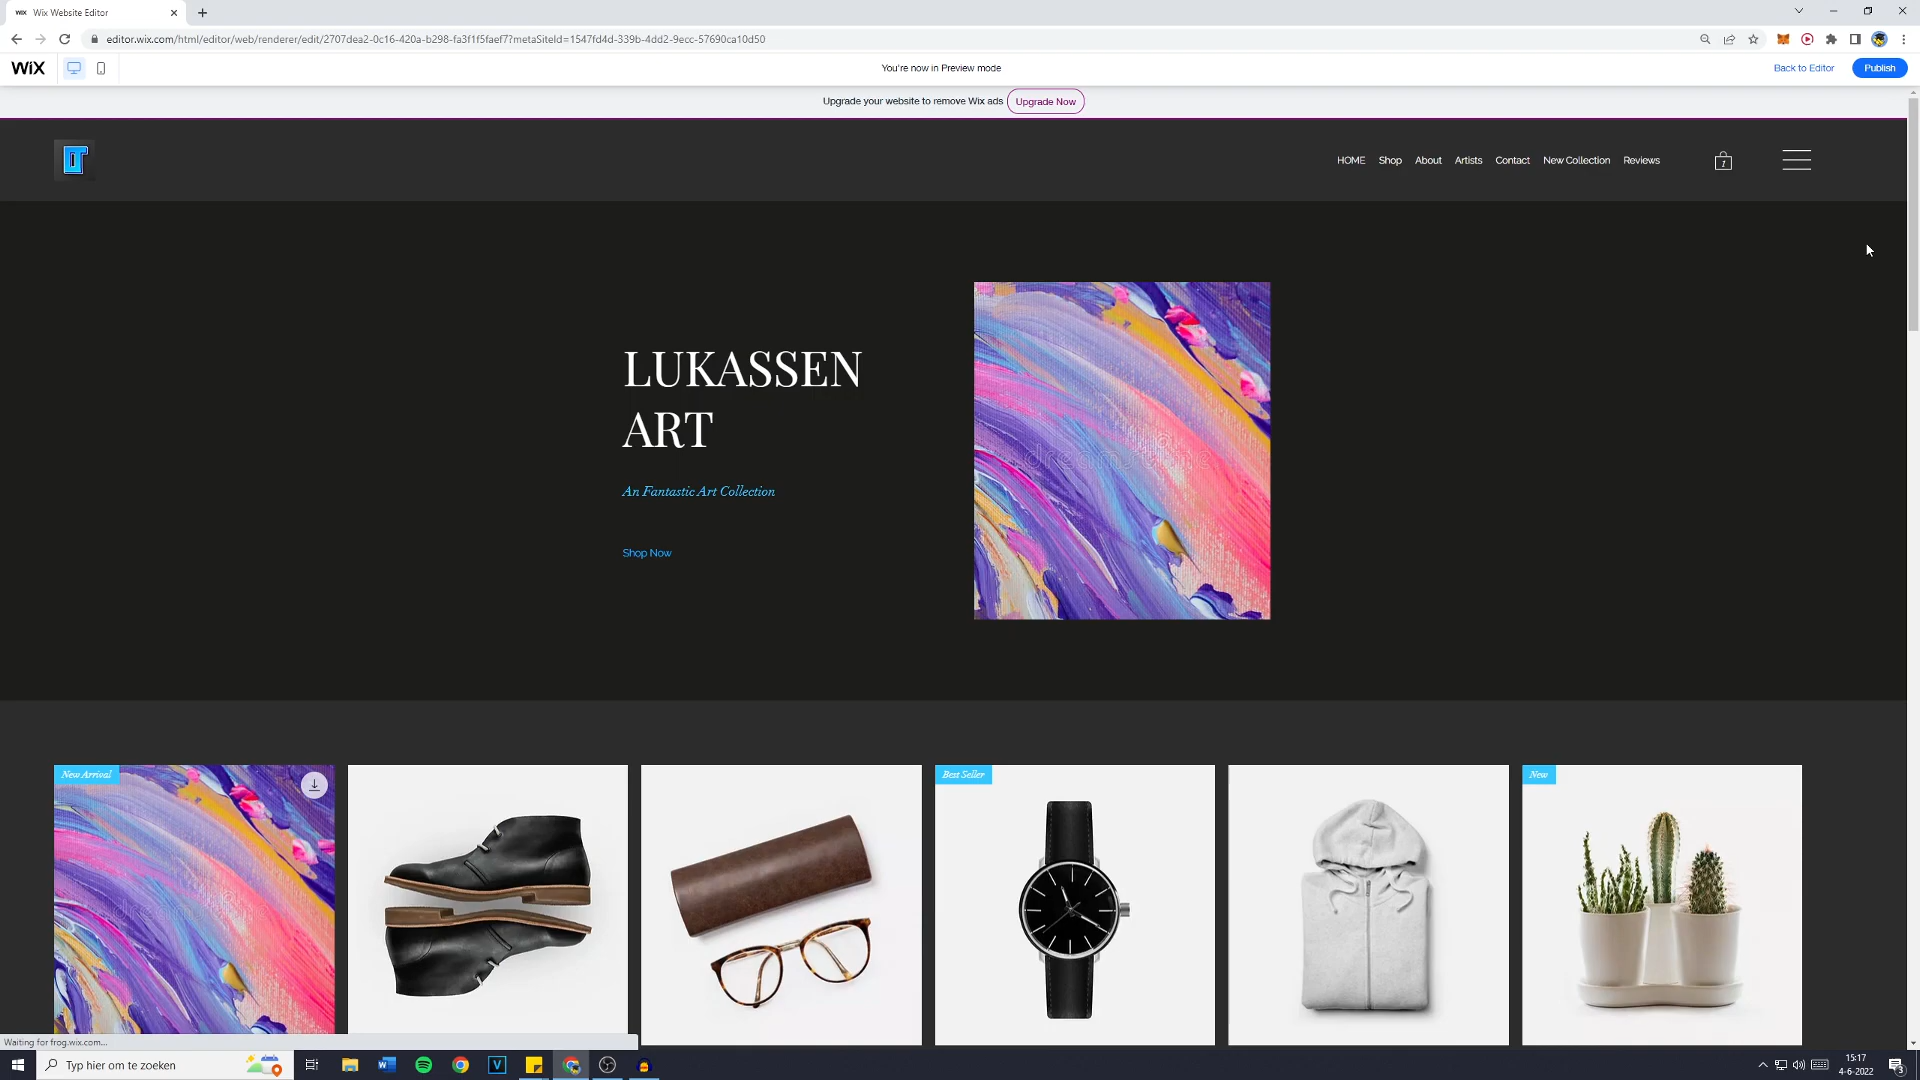 WiX Wix Website Editor
editor.wix.com/html/editor/web/renderer/edit/2707dea2-0c16-420a-b298-fa3f1f5faef7?metaSiteId=1547fd4d-339b-4dd2-9ecc-57690ca10d50
WiX You're now in Preview mode Back to Editor Publish
Upgrade your website to remove Wix ads Upgrade Now
HOME Shop About Artists Contact New Collection Reviews 1
LUKASSEN
ART
An Fantastic Art Collection
Shop Now
dreamstime
New Arrival Best Seller New
Waiting for frog.wix.com...
Typ hier om te zoeken
15:17
4-6-2022
3